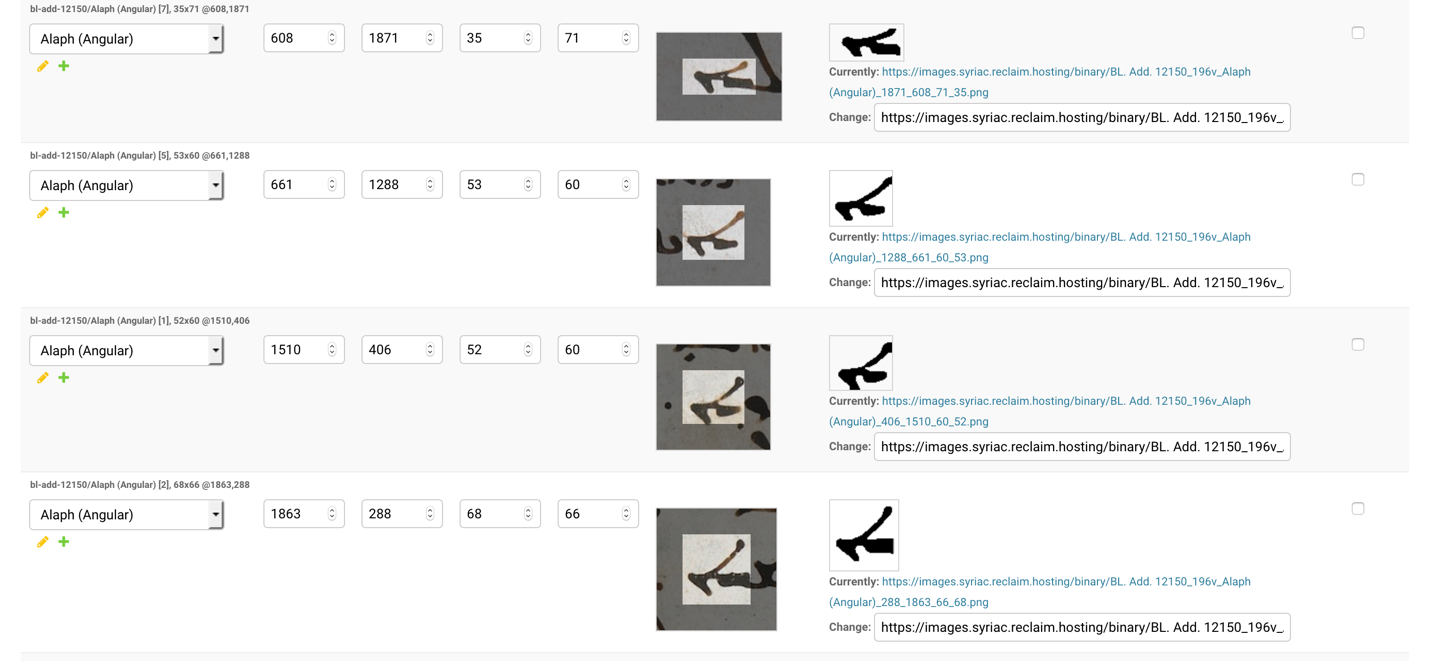 bl-add-12150/Alaph (Angular) [7], 35x71 @608,1871
Alaph (Angular) 608 1871 35 71
Currently: https://images.syriac.reclaim.hosting/binary/BL. Add. 12150_196v_Alaph
(Angular)_1871_608_71_35.png
Change: https://images.syriac.reclaim.hosting/binary/BL. Add. 12150_196v_.
bl-add-12150/Alaph (Angular) [5], 53x60 @661,1288
Alaph (Angular) 661 1288 53 60
Currently: https://images.syriac.reclaim.hosting/binary/BL. Add. 12150_196v_Alaph
(Angular)_1288_661_60_53.png
Change: https://images.syriac.reclaim.hosting/binary/BL. Add. 12150_196v_.
bl-add-12150/Alaph (Angular) [1], 52x60 @1510,406
Alaph (Angular) 1510 406 52 60
Currently: https://images.syriac.reclaim.hosting/binary/BL. Add. 12150_196v_Alaph
(Angular)_406_1510_60_52.png
Change: https://images.syriac.reclaim.hosting/binary/BL. Add. 12150_196v_.
bl-add-12150/Alaph (Angular) [2], 68x66 @1863,288
Alaph (Angular) 1863 288 68 66
Currently: https://images.syriac.reclaim.hosting/binary/BL. Add. 12150_196v_Alaph
(Angular)_288_1863_66_68.png
Change: https://images.syriac.reclaim.hosting/binary/BL. Add. 12150_196v_.